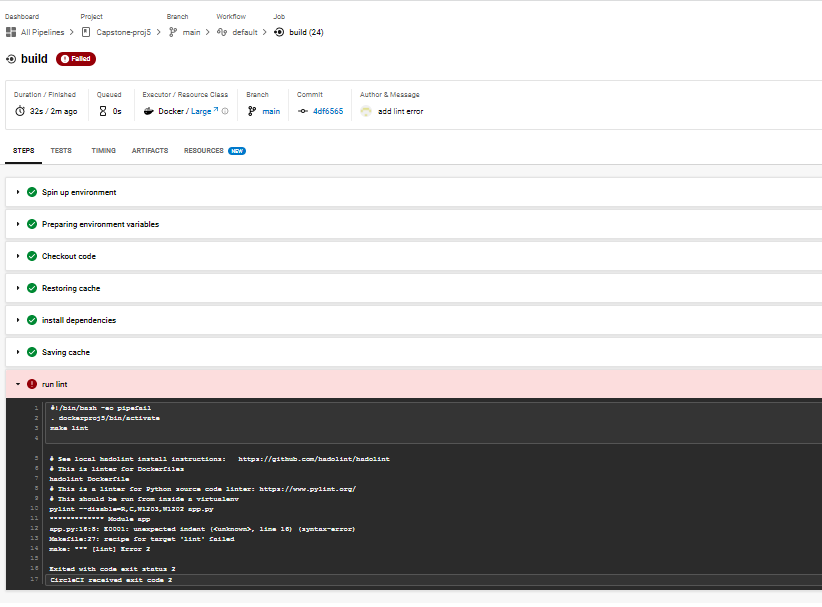 Dashboard Project Branch Workflow Job
All Pipelines Capstone-proj5 main default build (24)
build Failed
Duration / Finished Queued Executor / Resource Class Branch Commit Author & Message
32s / 2m ago 0s Docker / Large main 4df6565 add lint error
STEPS TESTS TIMING ARTIFACTS RESOURCES NEW
Spin up environment
Preparing environment variables
Checkout code
Restoring cache
install dependencies
Saving cache
run lint
1 #!/bin/bash -eo pipefail
2 . dockerproj5/bin/activate
3 make lint
4
5 # See local hadolint install instructions: https://github.com/hadolint/hadolint
6 # This is linter for Dockerfiles
7 hadolint Dockerfile
8 # This is a linter for Python source code linter: https://www.pylint.org/
9 # This should be run from inside a virtualenv
10 pylint --disable=R,C,W1203,W1202 app.py
11 ************* Module app
12 app.py:16:8: E0001: unexpected indent (<unknown>, line 16) (syntax-error)
13 Makefile:27: recipe for target 'lint' failed
14 make: *** [lint] Error 2
15
16 Exited with code exit status 2
17 CircleCI received exit code 2